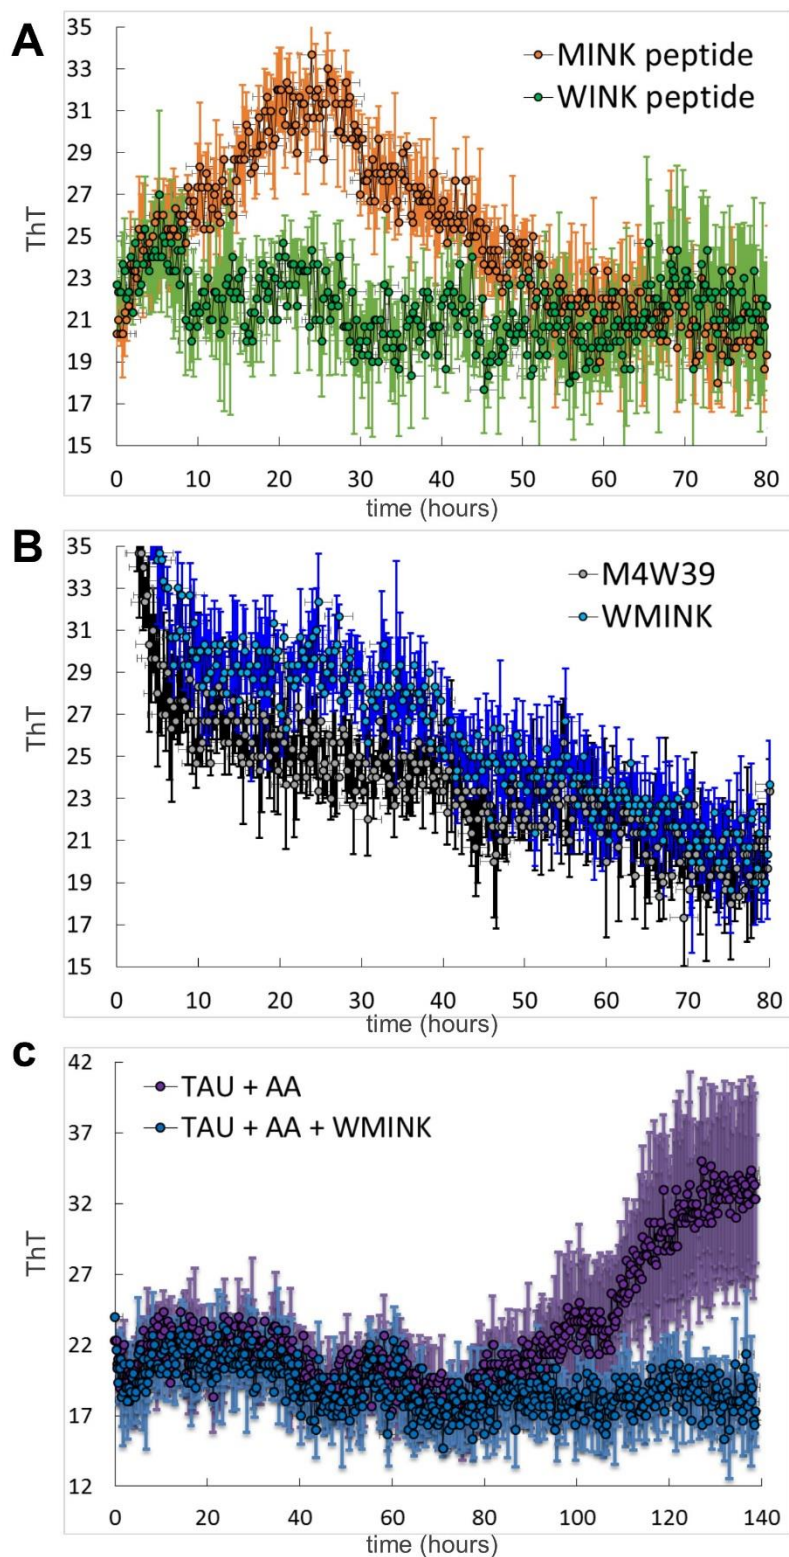 A
MINK peptide
WINK peptide
35
33
31
29
27
25
23
21
19
17
15
ThT
0 10 20 30 40 50 60 70 80
time (hours)
B
M4W39
WMINK
35
33
31
29
27
25
23
21
19
17
15
ThT
0 10 20 30 40 50 60 70 80
time (hours)
c
TAU + AA
TAU + AA + WMINK
42
37
32
27
22
17
12
ThT
0 20 40 60 80 100 120 140
time (hours)